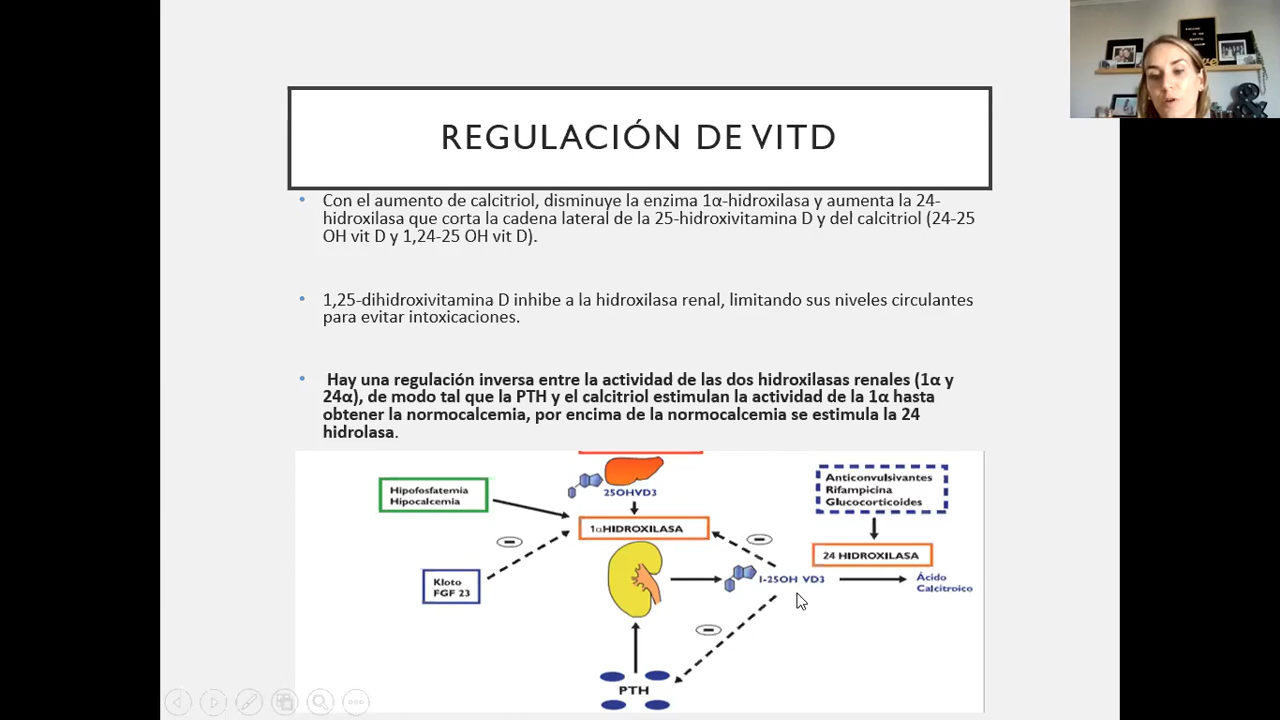 REGULACIÓN DE VITD
Con el aumento de calcitriol, disminuye la enzima 1α-hidroxilasa y aumenta la 24-
hidroxilasa que corta la cadena lateral de la 25-hidroxivitamina D y del calcitriol (24-25
OH vit D y 1,24-25 OH vit D).
1,25-dihidroxivitamina D inhibe a la hidroxilasa renal, limitando sus niveles circulantes
para evitar intoxicaciones.
Hay una regulación inversa entre la actividad de las dos hidroxilasas renales (1α y
24α), de modo tal que la PTH y el calcitriol estimulan la actividad de la 1α hasta
obtener la normocalcemia, por encima de la normocalcemia se estimula la 24
hidrolasa.
Hipofosfatemia
Hipocalcemia
25OHVD3
1αHIDROXILASA
Anticonvulsivantes
Rifampicina
Glucocorticoides
24 HIDROXILASA
Kloto
FGF 23
1-25OH VD3
Ácido
Calcitroico
PTH